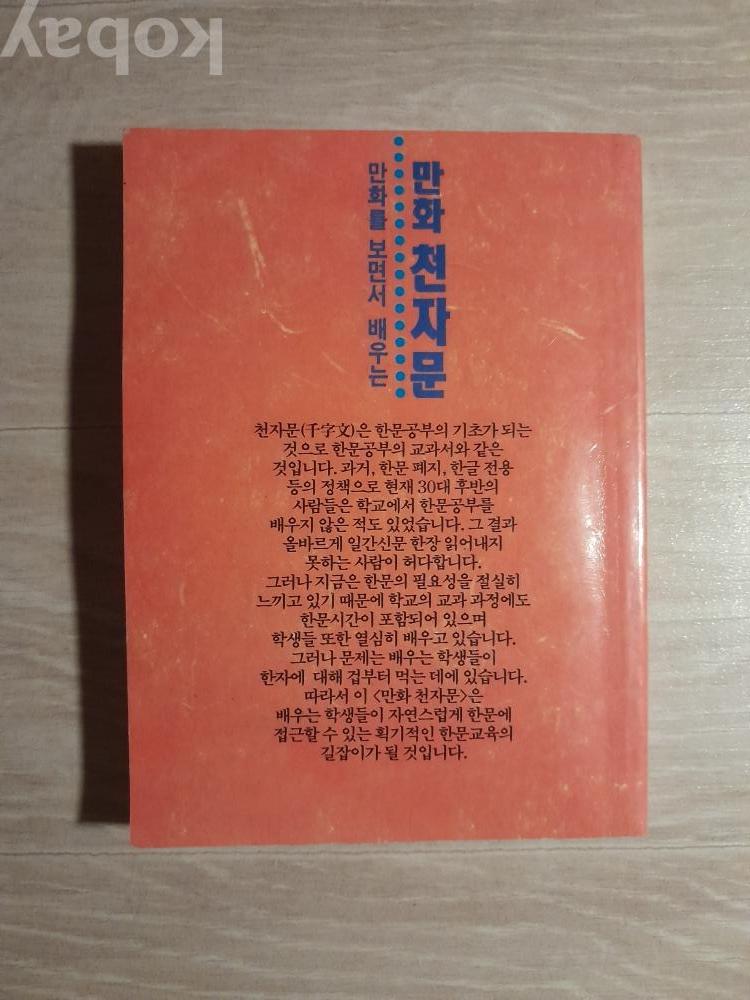 kobay
만화를 보면서 배우는
만화 천자문
천자문(千字文)은 한문공부의 기초가 되는
것으로 한문공부의 교과서와 같은
것입니다. 과거, 한문 폐지, 한글 전용
등의 정책으로 현재 30대 후반의
사람들은 학교에서 한문공부를
배우지 않은 적도 있었습니다. 그 결과
올바르게 일간신문 한장 읽어내지
못하는 사람이 허다합니다.
그러나 지금은 한문의 필요성을 절실히
느끼고 있기 때문에 학교의 교과 과정에도
한문시간이 포함되어 있으며
학생들 또한 열심히 배우고 있습니다.
그러나 문제는 배우는 학생들이
한자에 대해 겁부터 먹는 데에 있습니다.
따라서 이 〈만화 천자문〉은
배우는 학생들이 자연스럽게 한문에
접근할 수 있는 획기적인 한문교육의
길잡이가 될 것입니다.